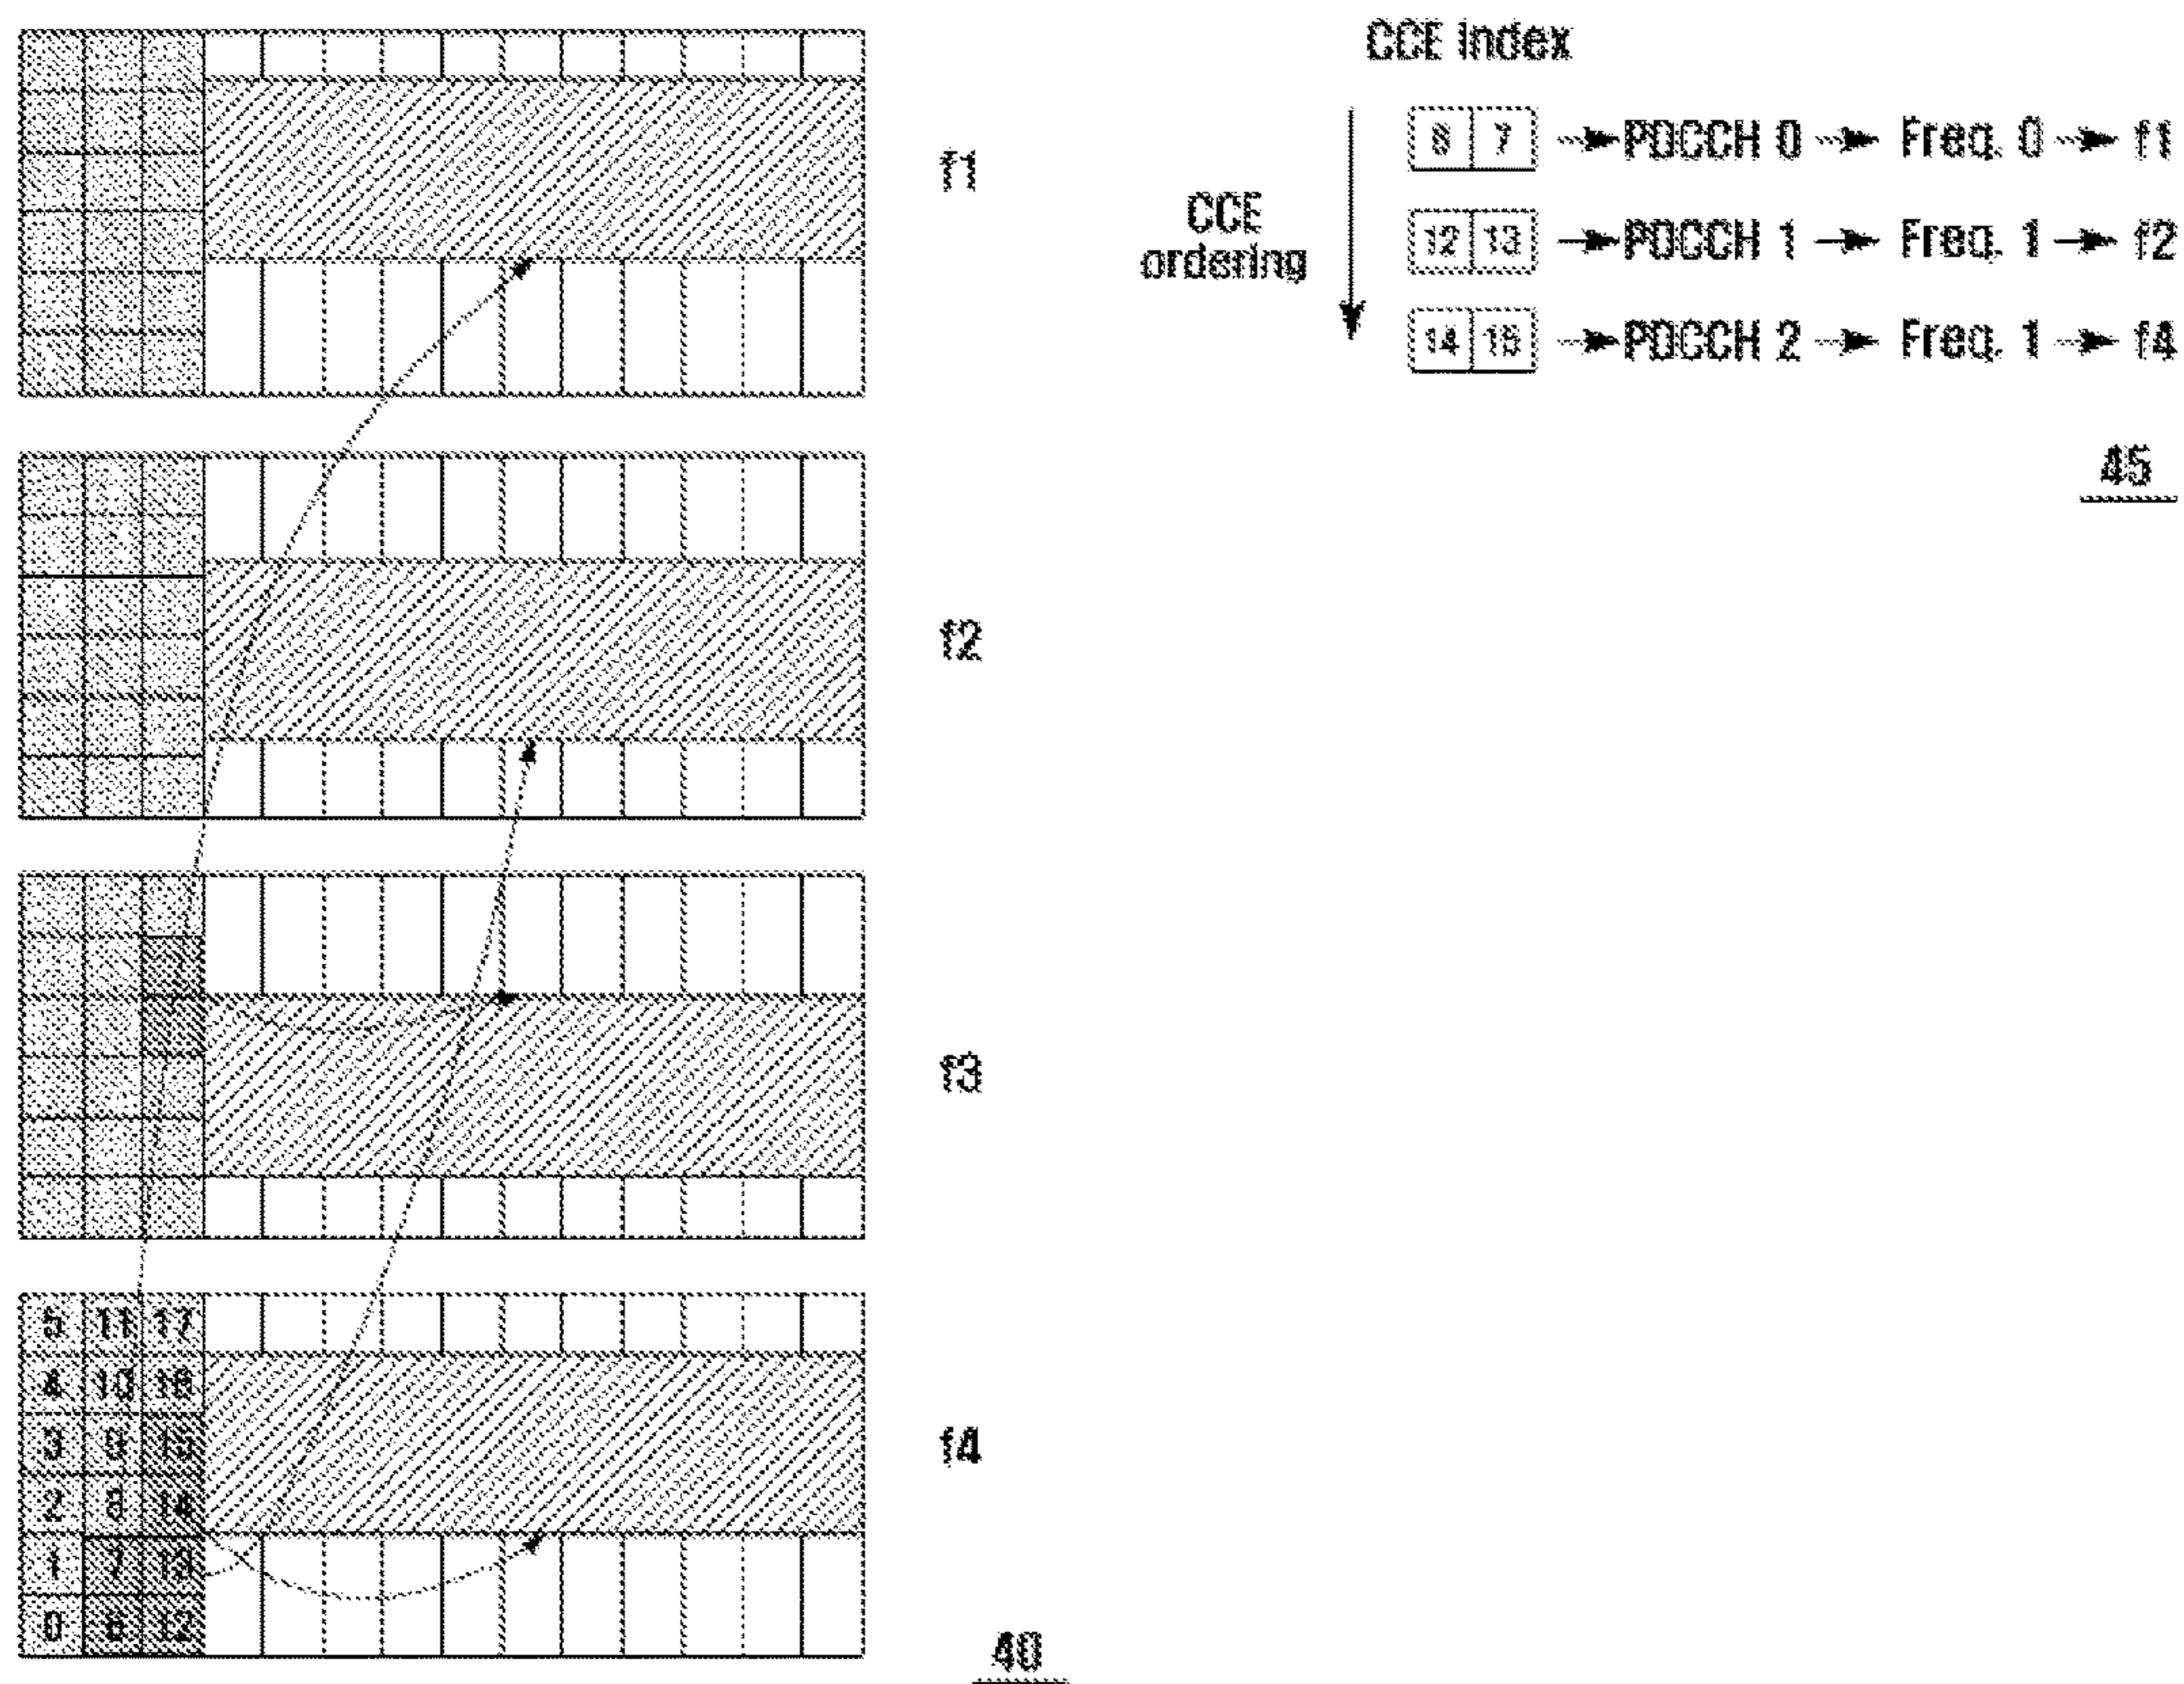 CCE Index
CCE ordering
6 7 PDCCH 0 Freq. 0 f1
12 13 PDCCH 1 Freq. 1 f2
14 15 PDCCH 2 Freq. 1 f4
45
f1
f2
f3
f4
5 11 17
4 10 16
3 9 15
2 8 14
1 7 13
0 6 12
40